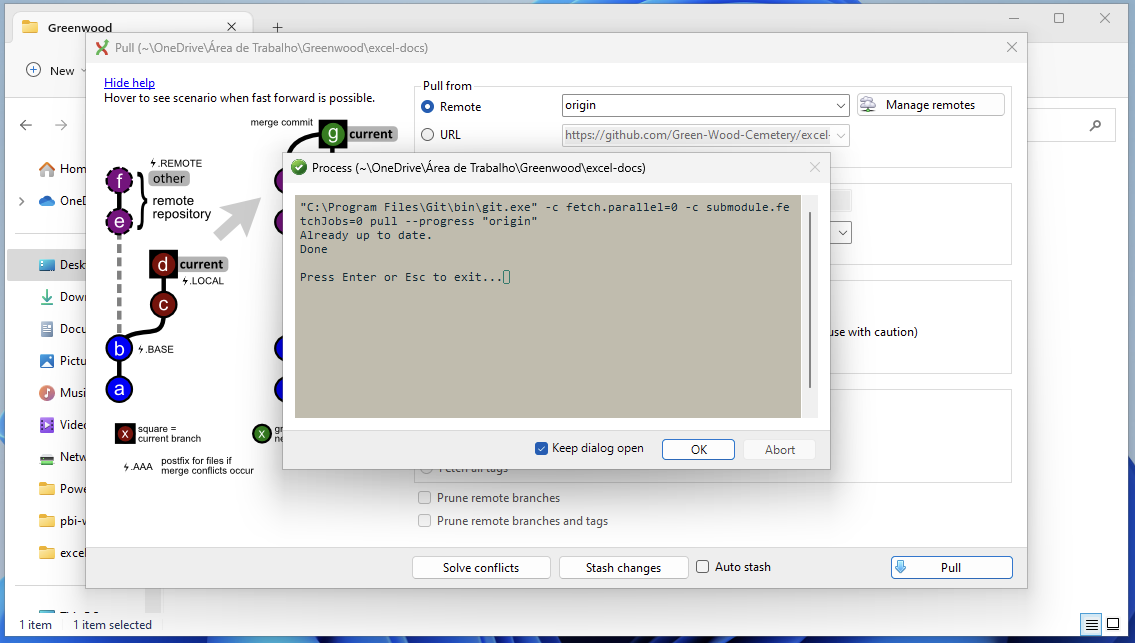 Greenwood
New
Pull (~\OneDrive\Área de Trabalho\Greenwood\excel-docs)
Hide help
Hover to see scenario when fast forward is possible.
merge commit
g
current
.REMOTE
f
other
e
remote
repository
d
current
.LOCAL
c
b
.BASE
a
x
square =
current branch
x
.AAA
postfix for files if
merge conflicts occur
Pull from
Remote
origin
Manage remotes
URL
https://github.com/Green-Wood-Cemetery/excel-
Process (~\OneDrive\Área de Trabalho\Greenwood\excel-docs)
"C:\Program Files\Git\bin\git.exe" -c fetch.parallel=0 -c submodule.fe
tchJobs=0 pull --progress "origin"
Already up to date.
Done
Press Enter or Esc to exit...
Keep dialog open
OK
Abort
use with caution)
Fetch all tags
Prune remote branches
Prune remote branches and tags
Solve conflicts
Stash changes
Auto stash
Pull
Hom
OneD
Deskt
Down
Docu
Pictu
Music
Video
Netw
Powe
pbi-w
excel
1 item
1 item selected